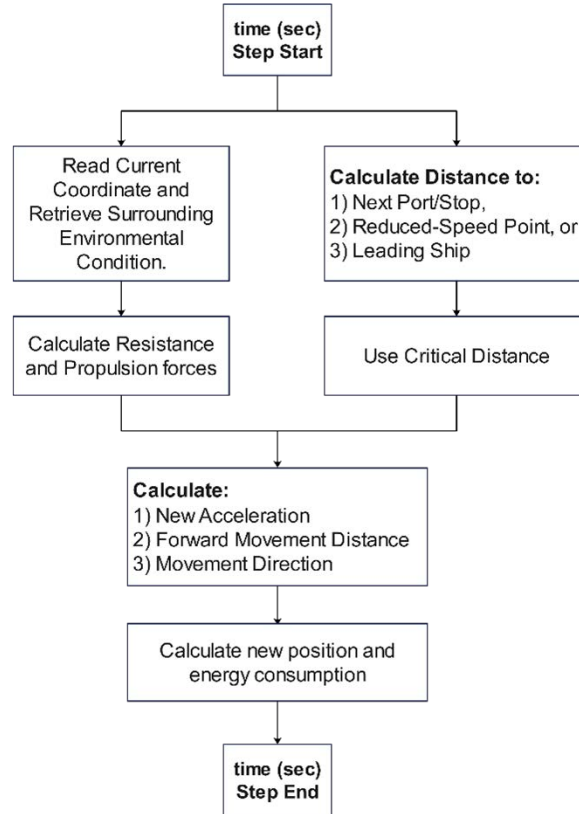 time (sec)
Step Start
Read Current
Coordinate and
Retrieve Surrounding
Environmental
Condition.
Calculate Distance to:
1) Next Port/Stop,
2) Reduced-Speed Point, or
3) Leading Ship
Calculate Resistance
and Propulsion forces
Use Critical Distance
Calculate:
1) New Acceleration
2) Forward Movement Distance
3) Movement Direction
Calculate new position and
energy consumption
time (sec)
Step End